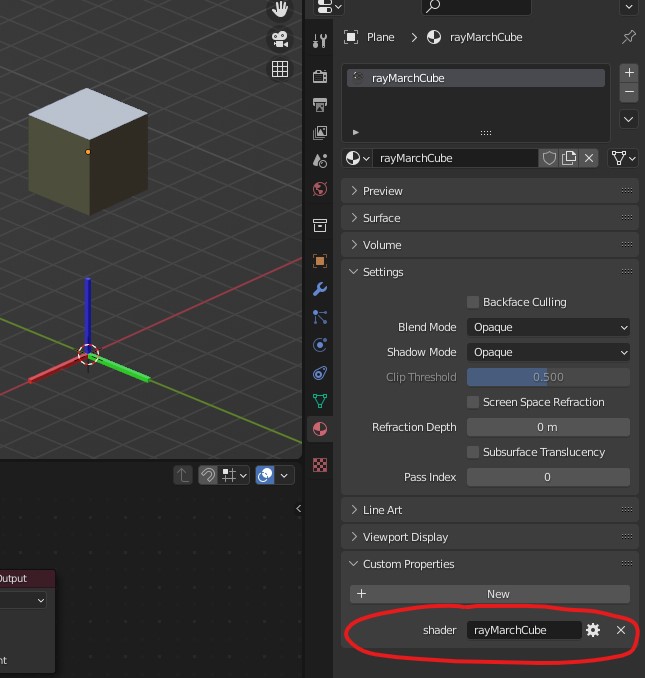 Plane > rayMarchCube
rayMarchCube
rayMarchCube
Preview
Surface
Volume
Settings
Backface Culling
Blend Mode Opaque
Shadow Mode Opaque
Clip Threshold 0.500
Screen Space Refraction
Refraction Depth 0 m
Subsurface Translucency
Pass Index 0
Line Art
Viewport Display
Custom Properties
+ New
Output
shader rayMarchCube
nt